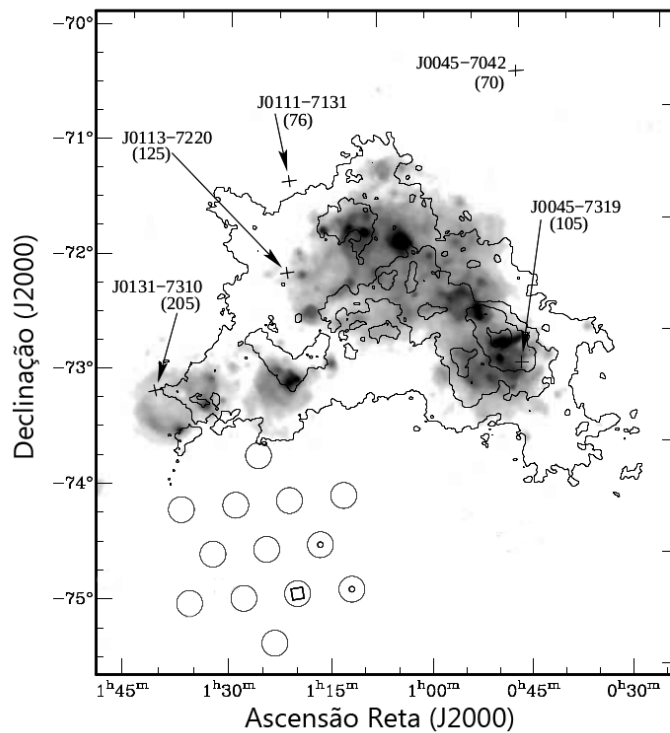 J0045−7042
(70)
J0111−7131
(76)
J0113−7220
(125)
J0045−7319
(105)
J0131−7310
(205)
−70°
−71°
−72°
−73°
−74°
−75°
Declinação (J2000)
1ʰ45ᵐ 1ʰ30ᵐ 1ʰ15ᵐ 1ʰ00ᵐ 0ʰ45ᵐ 0ʰ30ᵐ
Ascensão Reta (J2000)